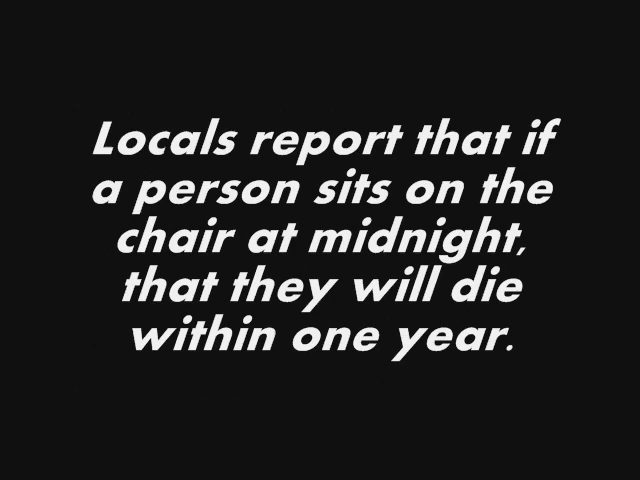 Locals report that if
a person sits on the
chair at midnight,
that they will die
within one year.